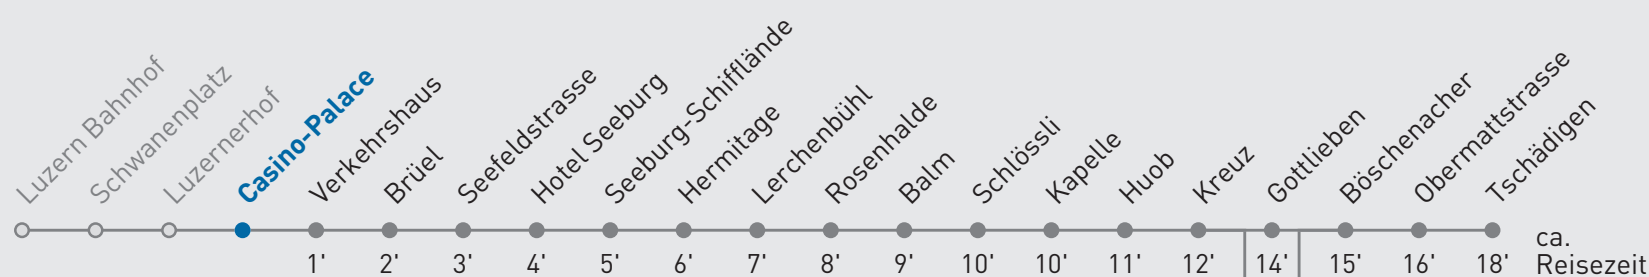 Luzern Bahnhof
Schwanenplatz
Luzernerhof
Casino-Palace
Verkehrshaus
Brüel
Seefeldstrasse
Hotel Seeburg
Seeburg-Schifflände
Hermitage
Lerchenbühl
Rosenhalde
Balm
Schlössli
Kapelle
Huob
Kreuz
Gottlieben
Böschenacher
Obermattstrasse
Tschädigen
1' 2' 3' 4' 5' 6' 7' 8' 9' 10' 10' 11' 12' 14' 15' 16' 18'
ca.
Reisezeit